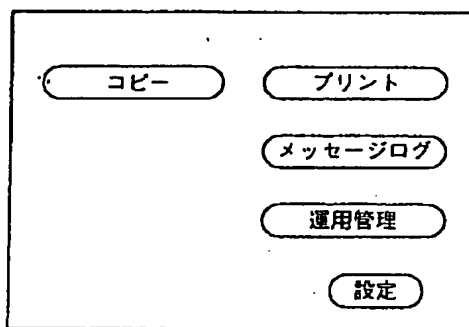 コピー
プリント
メッセージログ
運用管理
設定